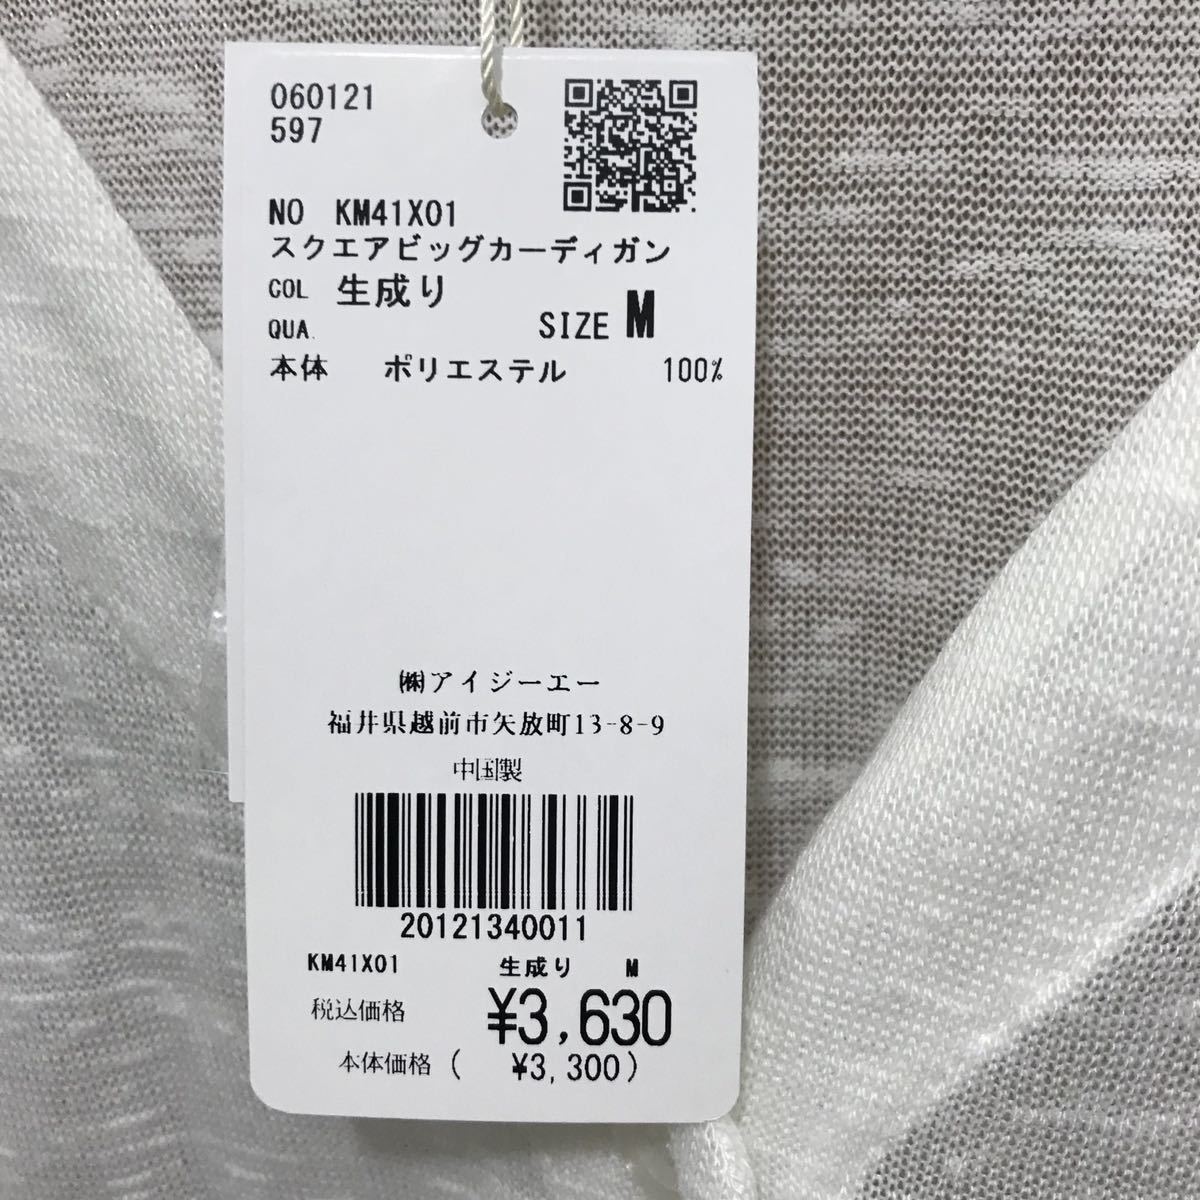 060121
597
NO KM41X01
スクエアビッグカーディガン
COL 生成り
QUA. SIZE M
本体 ポリエステル 100%
㈱アイジーエー
福井県越前市矢放町13-8-9
中国製
20121340011
KM41X01 生成り M
税込価格 ¥3,630
本体価格( ¥3,300)